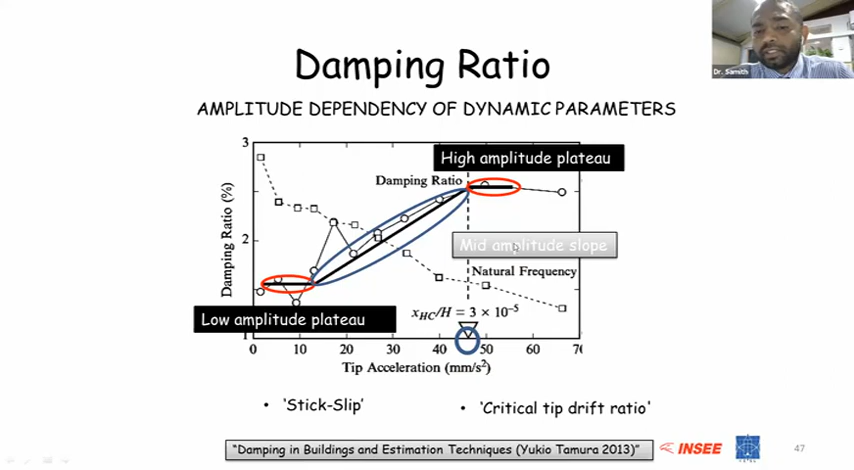 Dr. Samith
Damping Ratio
AMPLITUDE DEPENDENCY OF DYNAMIC PARAMETERS
3
High amplitude plateau
Damping Ratio
Damping Ratio (%)
2
Mid amplitude slope
Natural Frequency
x_HC/H = 3 × 10⁻⁵
Low amplitude plateau
1
0 10 20 30 40 50 60 70
Tip Acceleration (mm/s²)
• 'Stick-Slip'
• 'Critical tip drift ratio'
"Damping in Buildings and Estimation Techniques (Yukio Tamura 2013)"
INSEE
47